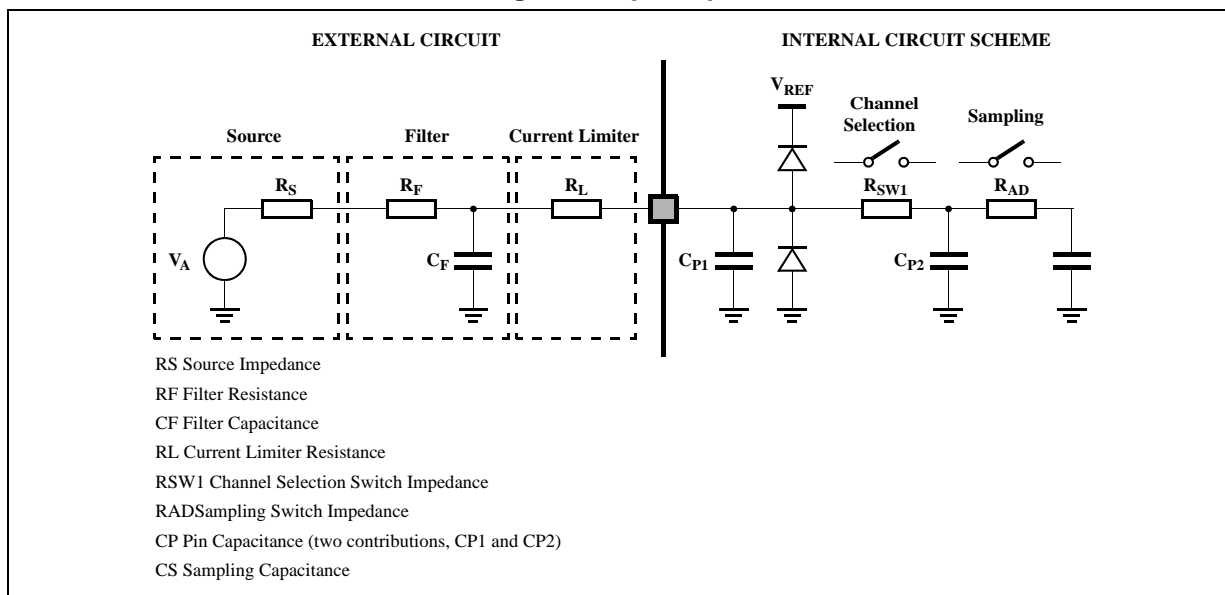 EXTERNAL CIRCUIT
INTERNAL CIRCUIT SCHEME
VREF
Channel
Selection
Sampling
Source
Filter
Current Limiter
RS
RF
RL
RSW1
RAD
VA
CF
CP1
CP2
RS Source Impedance
RF Filter Resistance
CF Filter Capacitance
RL Current Limiter Resistance
RSW1 Channel Selection Switch Impedance
RADSampling Switch Impedance
CP Pin Capacitance (two contributions, CP1 and CP2)
CS Sampling Capacitance